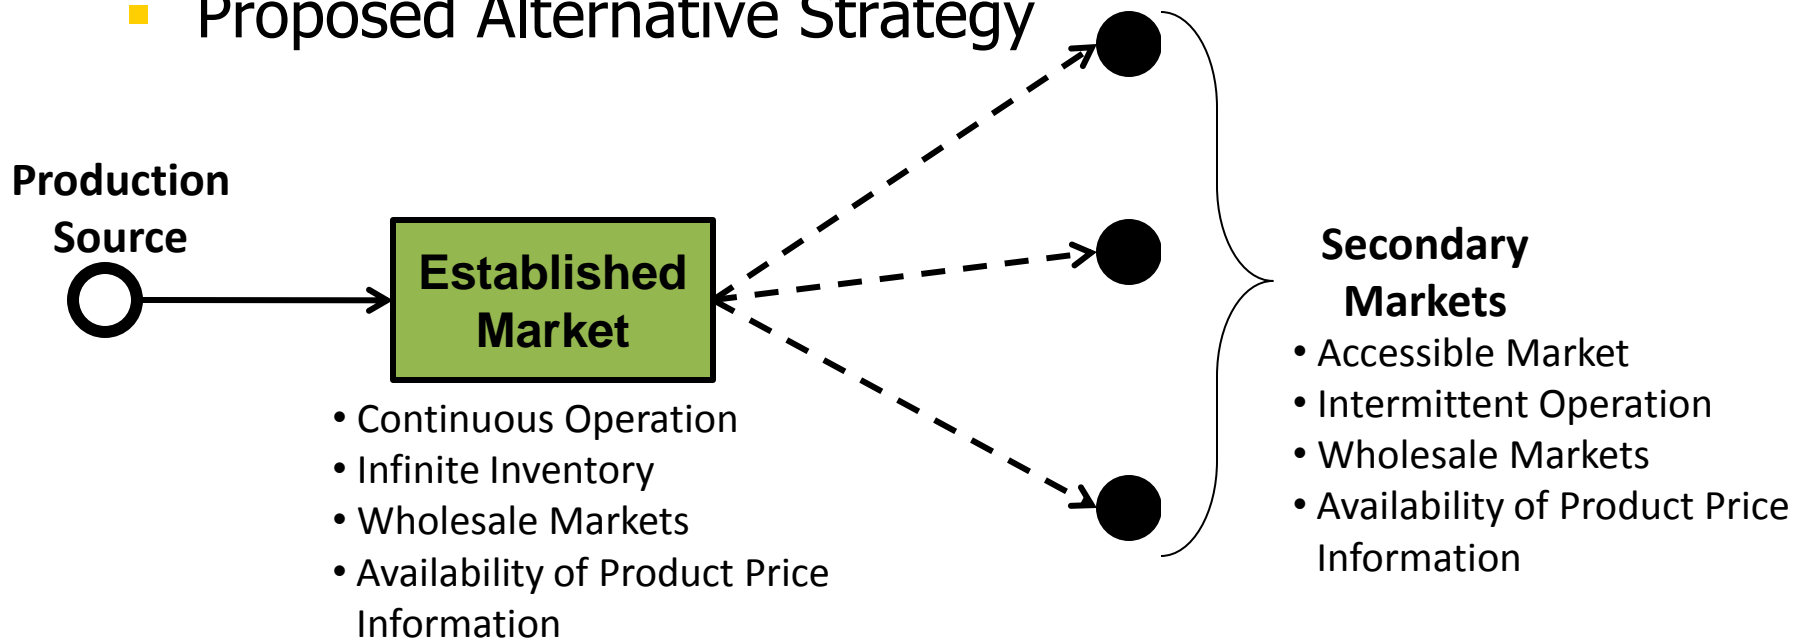 ▪ Proposed Alternative Strategy
Production
Source
Established
Market
• Continuous Operation
• Infinite Inventory
• Wholesale Markets
• Availability of Product Price
Information
Secondary
Markets
• Accessible Market
• Intermittent Operation
• Wholesale Markets
• Availability of Product Price
Information